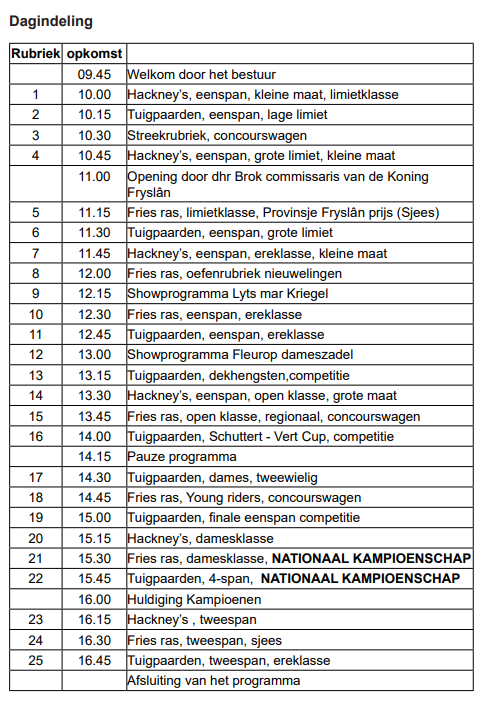 Dagindeling
Rubriek opkomst
09.45 Welkom door het bestuur
1 10.00 Hackney's, eenspan, kleine maat, limietklasse
2 10.15 Tuigpaarden, eenspan, lage limiet
3 10.30 Streekrubriek, concourswagen
4 10.45 Hackney's, eenspan, grote limiet, kleine maat
11.00 Opening door dhr Brok commissaris van de Koning
Fryslân
5 11.15 Fries ras, limietklasse, Provinsje Fryslân prijs (Sjees)
6 11.30 Tuigpaarden, eenspan, grote limiet
7 11.45 Hackney's, eenspan, ereklasse, kleine maat
8 12.00 Fries ras, oefenrubriek nieuwelingen
9 12.15 Showprogramma Lyts mar Kriegel
10 12.30 Fries ras, eenspan, ereklasse
11 12.45 Tuigpaarden, eenspan, ereklasse
12 13.00 Showprogramma Fleurop dameszadel
13 13.15 Tuigpaarden, dekhengsten,competitie
14 13.30 Hackney's, eenspan, open klasse, grote maat
15 13.45 Fries ras, open klasse, regionaal, concourswagen
16 14.00 Tuigpaarden, Schuttert - Vert Cup, competitie
14.15 Pauze programma
17 14.30 Tuigpaarden, dames, tweewielig
18 14.45 Fries ras, Young riders, concourswagen
19 15.00 Tuigpaarden, finale eenspan competitie
20 15.15 Hackney's, damesklasse
21 15.30 Fries ras, damesklasse, NATIONAAL KAMPIOENSCHAP
22 15.45 Tuigpaarden, 4-span, NATIONAAL KAMPIOENSCHAP
16.00 Huldiging Kampioenen
23 16.15 Hackney's , tweespan
24 16.30 Fries ras, tweespan, sjees
25 16.45 Tuigpaarden, tweespan, ereklasse
Afsluiting van het programma